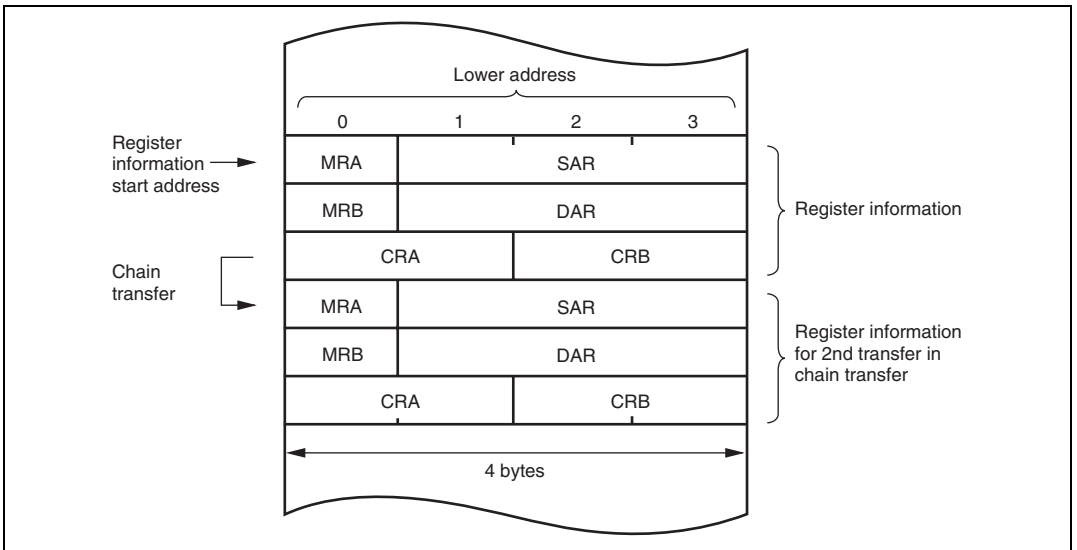 Lower address
0 1 2 3
Register
information
start address
MRA SAR
MRB DAR
Register information
CRA CRB
Chain
transfer
MRA SAR
MRB DAR
Register information
for 2nd transfer in
chain transfer
CRA CRB
4 bytes